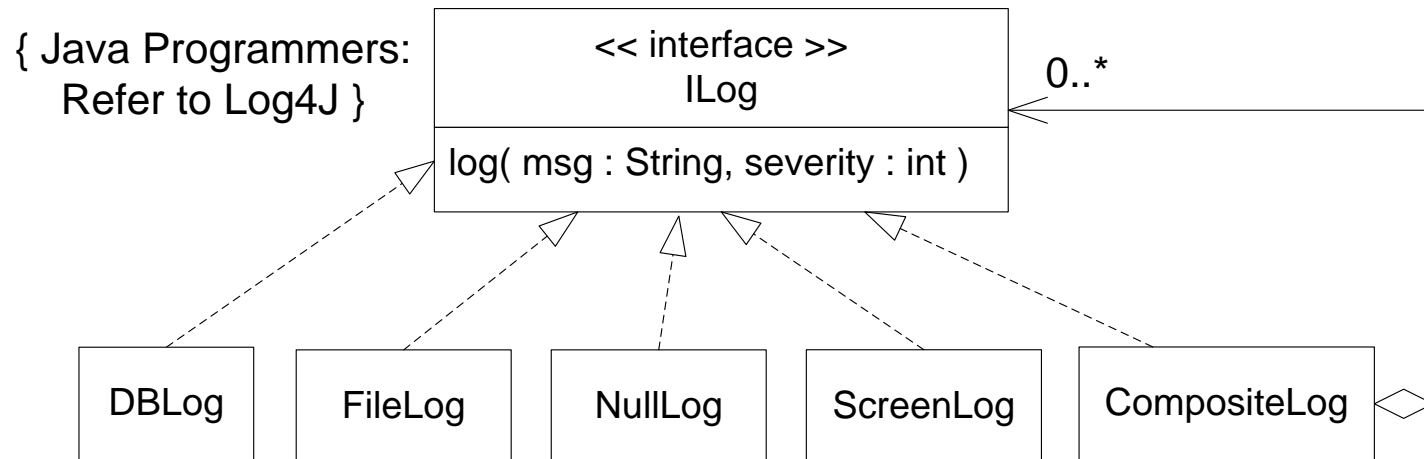 { Java Programmers:
Refer to Log4J }
<< interface >>
ILog
0..*
log( msg : String, severity : int )
DBLog
FileLog
NullLog
ScreenLog
CompositeLog